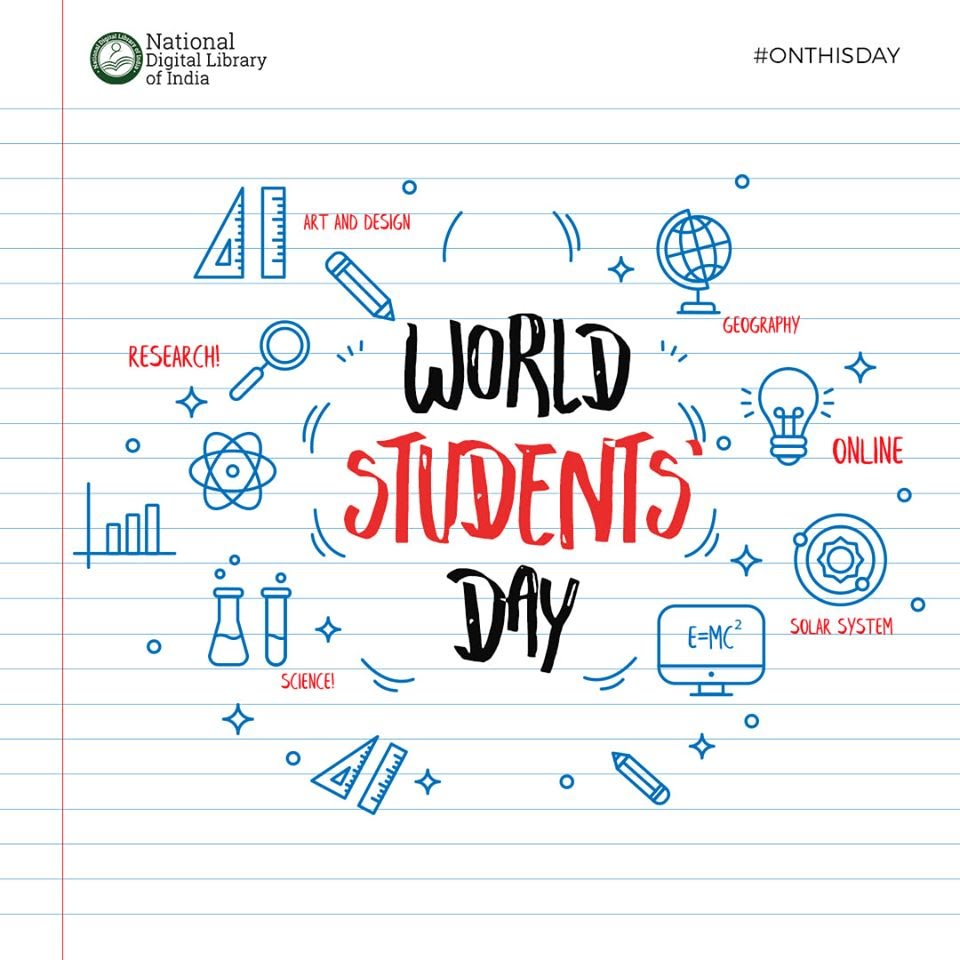 National
Digital Library
of India
#ONTHISDAY
ART AND DESIGN
GEOGRAPHY
RESEARCH!
WORLD
STUDENTS'
DAY
ONLINE
SOLAR SYSTEM
E=MC²
SCIENCE!